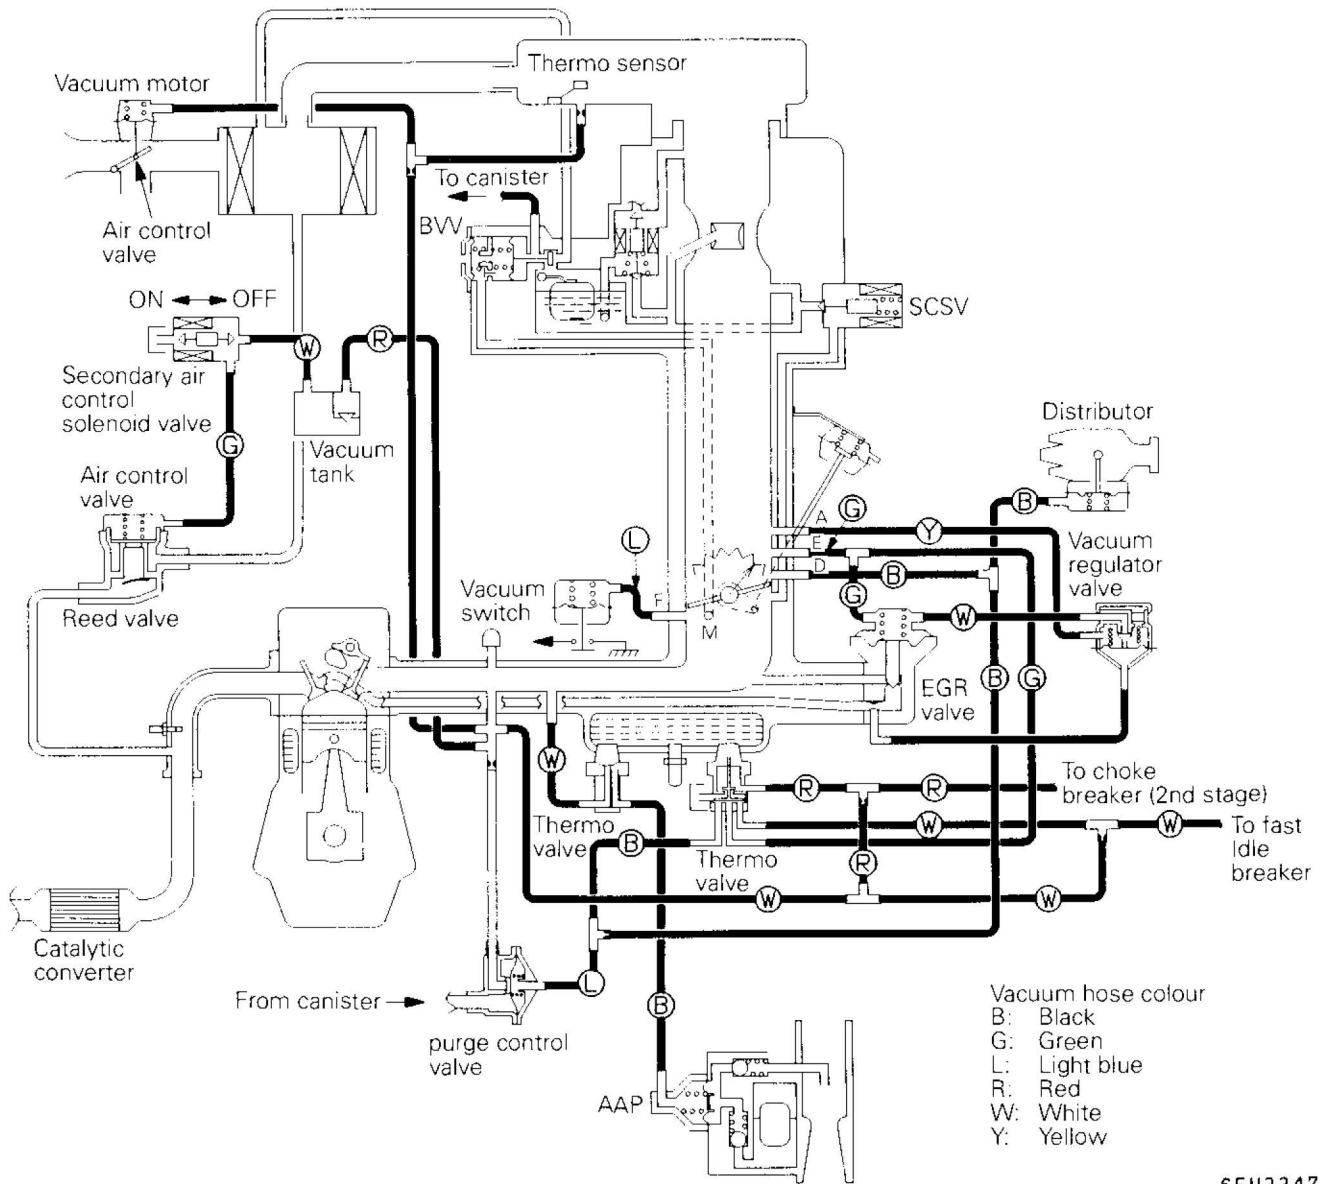 Thermo sensor
Vacuum motor
To canister
BVV
Air control
valve
ON OFF
SCSV
W
R
Secondary air
control
solenoid valve
Distributor
G
Vacuum
tank
Air control
valve
B
A
G
Y
E
Vacuum
regulator
valve
L
D
B
Vacuum
switch
F
G
W
Reed valve
M
B
G
EGR
valve
W
To choke
breaker (2nd stage)
R
R
Thermo
valve
B
W
W
To fast
Idle
breaker
Thermo
valve
R
W
W
Catalytic
converter
L
From canister
B
Vacuum hose colour
B: Black
G: Green
L: Light blue
R: Red
W: White
Y: Yellow
purge control
valve
AAP